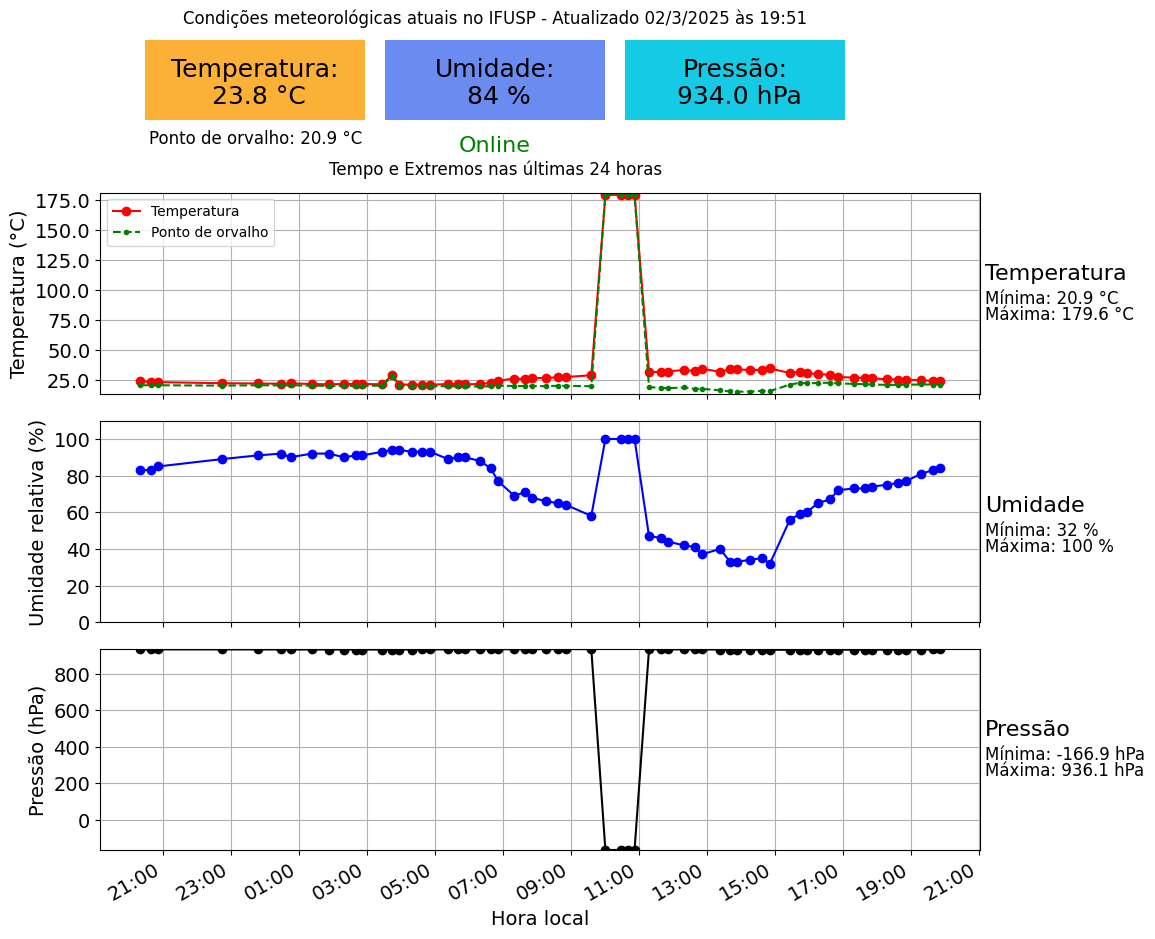 Condições meteorológicas atuais no IFUSP - Atualizado 02/3/2025 às 19:51
Temperatura:
23.8 °C
Umidade:
84 %
Pressão:
934.0 hPa
Ponto de orvalho: 20.9 °C
Online
Tempo e Extremos nas últimas 24 horas
Temperatura (°C)
175.0
150.0
125.0
100.0
75.0
50.0
25.0
Temperatura
Ponto de orvalho
Temperatura
Mínima: 20.9 °C
Máxima: 179.6 °C
Umidade relativa (%)
100
80
60
40
20
0
Umidade
Mínima: 32 %
Máxima: 100 %
Pressão (hPa)
800
600
400
200
0
Pressão
Mínima: -166.9 hPa
Máxima: 936.1 hPa
21:00
23:00
01:00
03:00
05:00
07:00
09:00
11:00
13:00
15:00
17:00
19:00
21:00
Hora local